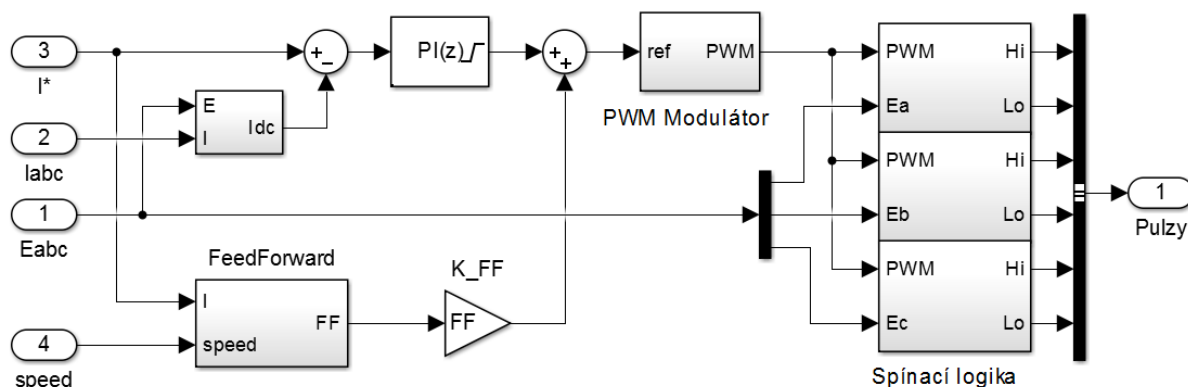 3
I*
2
Iabc
1
Eabc
4
speed
E
I
Idc
+
−
PI(z)
+
+
ref
PWM
PWM Modulátor
FeedForward
I
speed
FF
K_FF
FF
PWM
Hi
Ea
Lo
PWM
Hi
Eb
Lo
PWM
Hi
Ec
Lo
Spínací logika
1
Pulzy